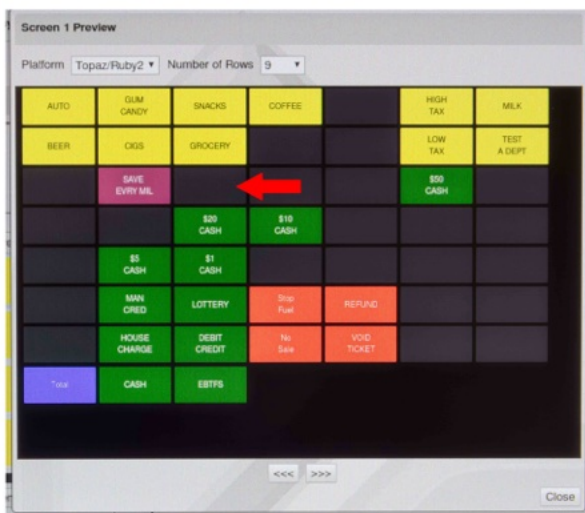 Screen 1 Preview
Platform Topaz/Ruby2 Number of Rows 9
AUTO
GUM
CANDY
SNACKS
COFFEE
HIGH
TAX
MILK
BEER
CIGS
GROCERY
LOW
TAX
TEST
A DEPT
SAVE
EVRY MIL
$50
CASH
$20
CASH
$10
CASH
$5
CASH
$1
CASH
MAN
CRED
LOTTERY
Stop
Fuel
REFUND
HOUSE
CHARGE
DEBIT
CREDIT
No
Sale
VOID
TICKET
Total
CASH
EBTFS
<<< >>>
Close